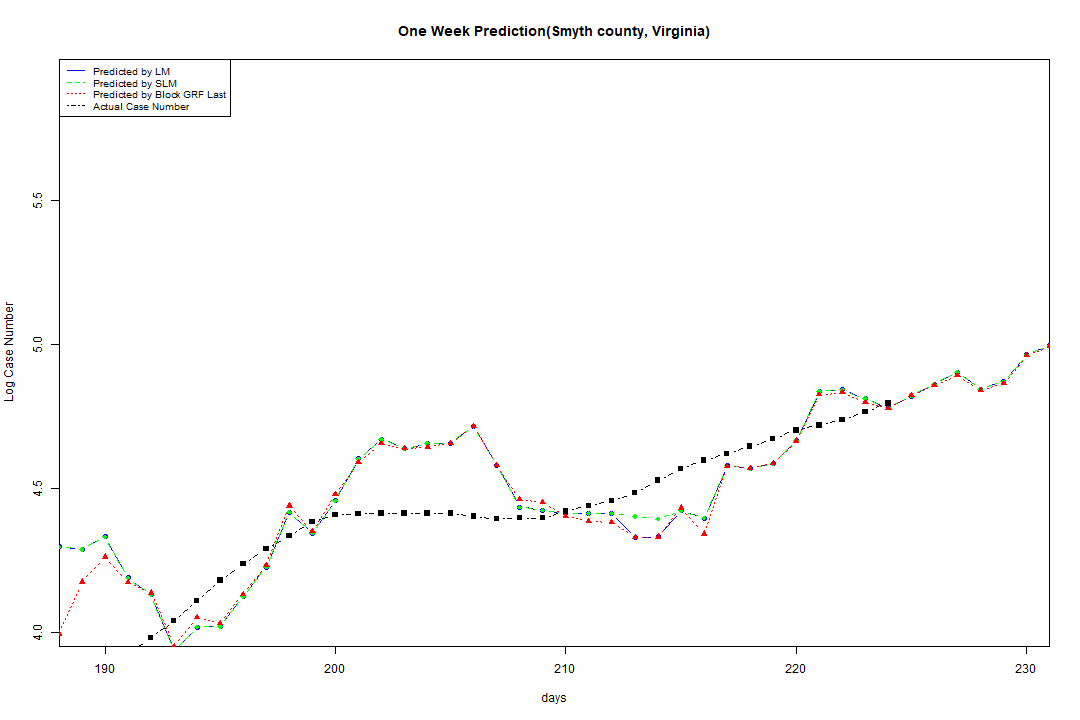 One Week Prediction(Smyth county, Virginia)
Predicted by LM
Predicted by SLM
Predicted by Block GRF Last
Actual Case Number
5.5
5.0
4.5
4.0
Log Case Number
190 200 210 220 230
days